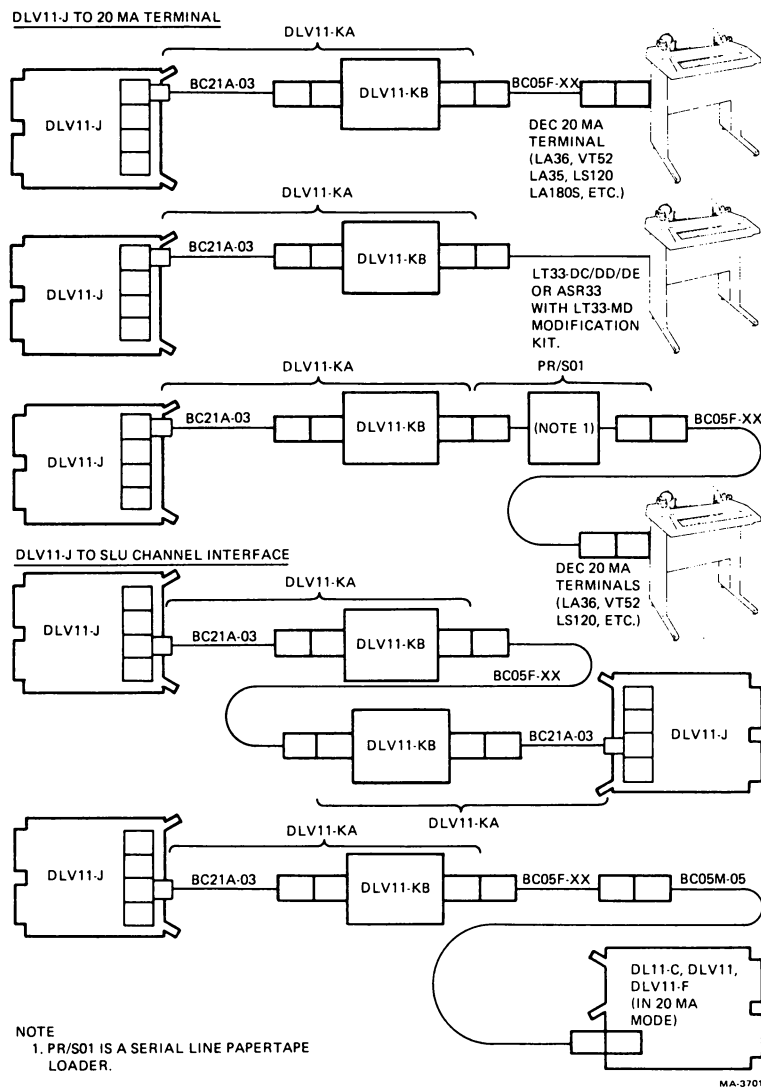 DLV11-J TO 20 MA TERMINAL
DLV11-KA
DLV11-J
BC21A-03
DLV11-KB
BC05F-XX
DEC 20 MA
TERMINAL
(LA36, VT52
LA35, LS120
LA180S, ETC.)
DLV11-KA
DLV11-J
BC21A-03
DLV11-KB
LT33-DC/DD/DE
OR ASR33
WITH LT33-MD
MODIFICATION
KIT.
DLV11-KA
PR/S01
DLV11-J
BC21A-03
DLV11-KB
(NOTE 1)
BC05F-XX
DEC 20 MA
TERMINALS
(LA36, VT52
LS120, ETC.)
DLV11-J TO SLU CHANNEL INTERFACE
DLV11-KA
DLV11-J
BC21A-03
DLV11-KB
BC05F-XX
DLV11-KB
BC21A-03
DLV11-J
DLV11-KA
DLV11-KA
DLV11-J
BC21A-03
DLV11-KB
BC05F-XX
BC05M-05
DL11-C, DLV11,
DLV11-F
(IN 20 MA
MODE)
NOTE
1. PR/S01 IS A SERIAL LINE PAPERTAPE
LOADER.
MA-3701